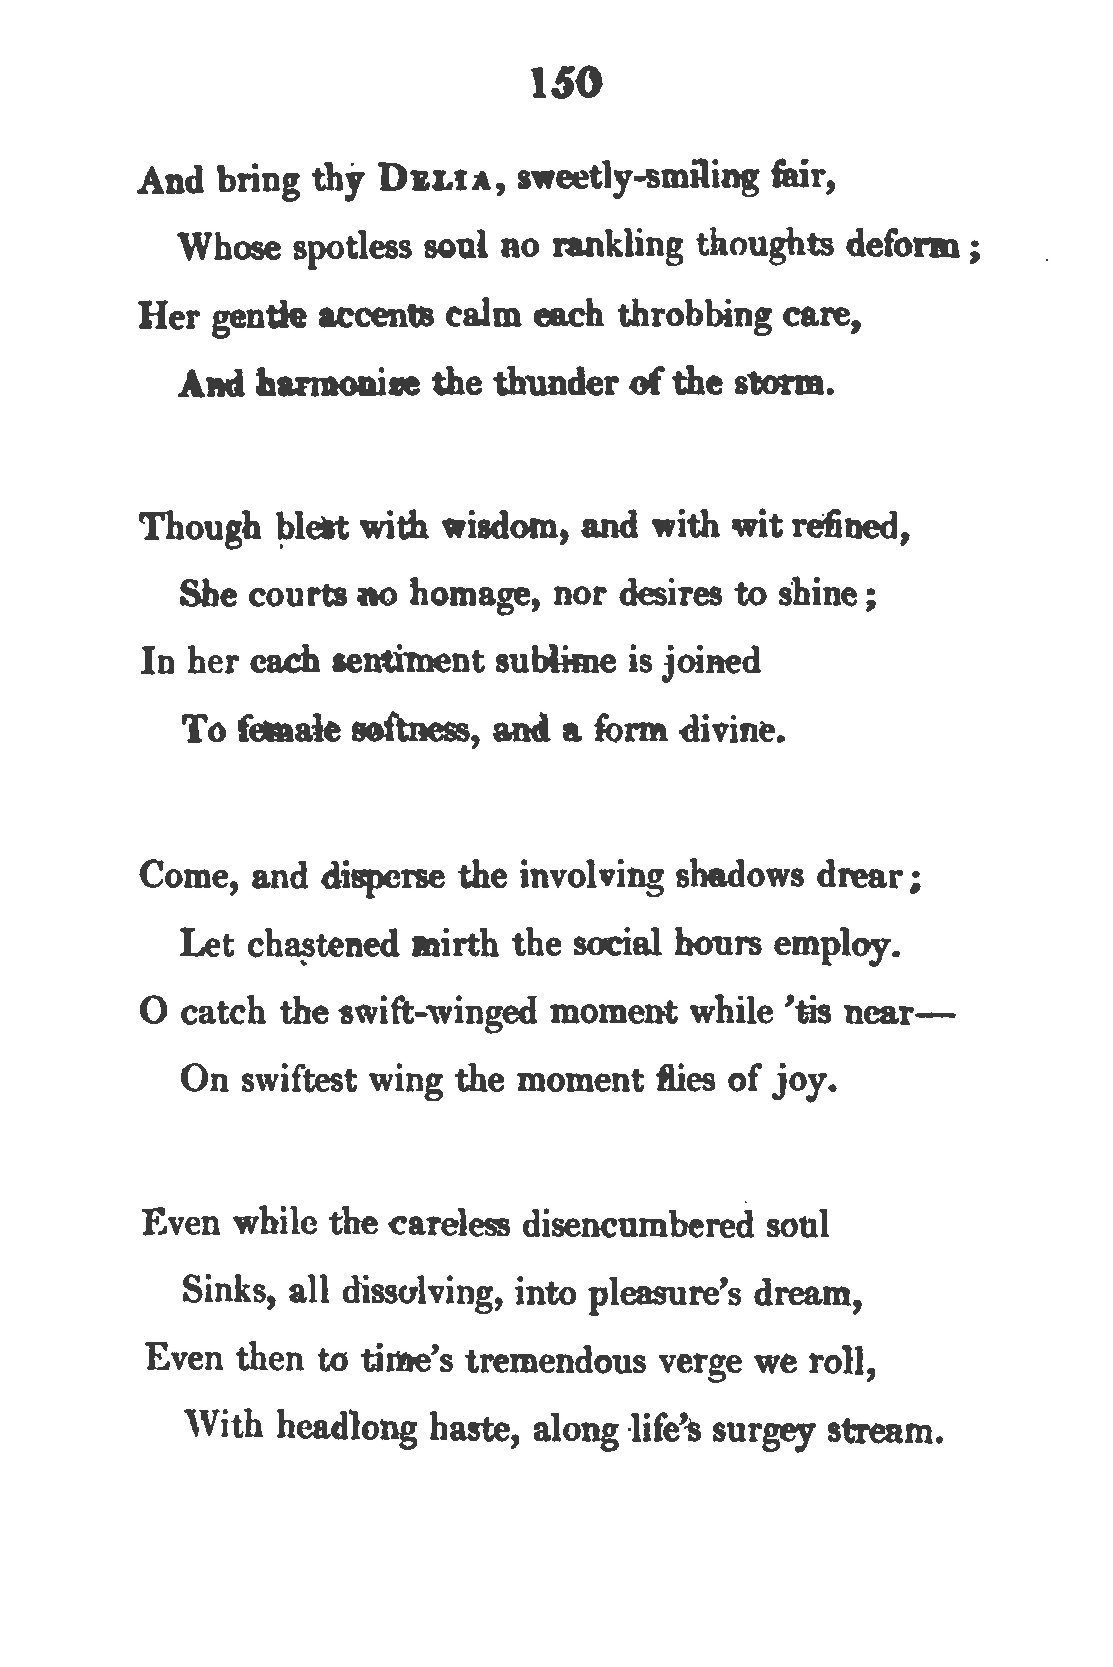 150
And bring thy DELIA, sweetly-smiling fair,
Whose spotless soul no rankling thoughts deform;
Her gentle accents calm each throbbing care,
And harmonize the thunder of the storm.
Though blest with wisdom, and with wit refined,
She courts no homage, nor desires to shine;
In her each sentiment sublime is joined
To female softness, and a form divine.
Come, and disperse the involving shadows drear;
Let chastened mirth the social hours employ.
O catch the swift-winged moment while 'tis near—
On swiftest wing the moment flies of joy.
Even while the careless disencumbered soul
Sinks, all dissolving, into pleasure's dream,
Even then to time's tremendous verge we roll,
With headlong haste, along life's surgey stream.